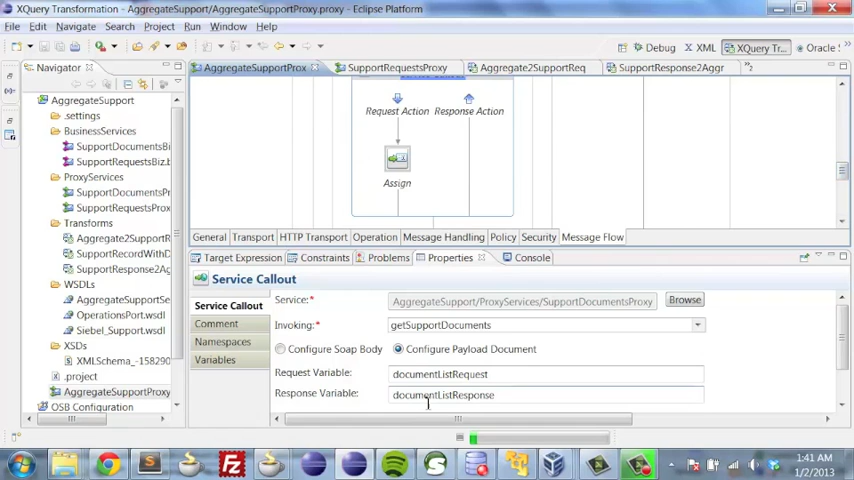 XQuery Transformation - AggregateSupport/AggregateSupportProxy.proxy - Eclipse Platform
File Edit Navigate Search Project Run Window Help
Debug XML XQuery Tr... Oracle
Navigator
AggregateSupportProx SupportRequestsProxy Aggregate2SupportReq SupportResponse2Aggr
AggregateSupport
.settings
BusinessServices
SupportDocumentsBi
SupportRequestsBiz.b
ProxyServices
SupportDocumentsPr
SupportRequestsProx
Transforms
Aggregate2SupportR
SupportRecordWithD
SupportResponse2A
WSDLs
AggregateSupportSe
OperationsPort.wsdl
Siebel_Support.wsdl
XSDs
XMLSchema_-158290
.project
AggregateSupportProxy
OSB Configuration
Request Action Response Action
Assign
General Transport HTTP Transport Operation Message Handling Policy Security Message Flow
Target Expression Constraints Problems Properties Console
Service Callout
Service Callout
Comment
Namespaces
Variables
Service:* AggregateSupport/ProxyServices/SupportDocumentsProxy Browse
Invoking:* getSupportDocuments
Configure Soap Body Configure Payload Document
Request Variable: documentListRequest
Response Variable: documentListResponse
1:41 AM
1/2/2013